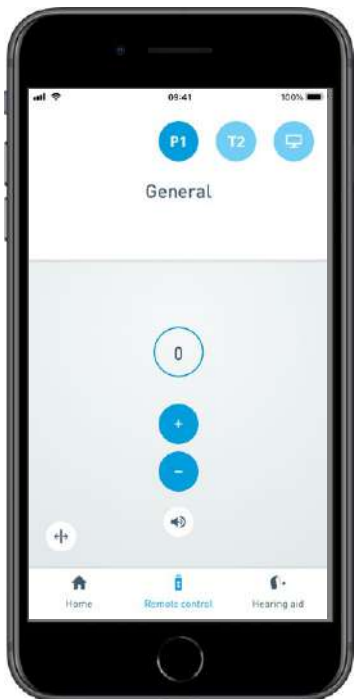 09:41
100%
P1
T2
General
0
+
-
Home
Remote control
Hearing aid